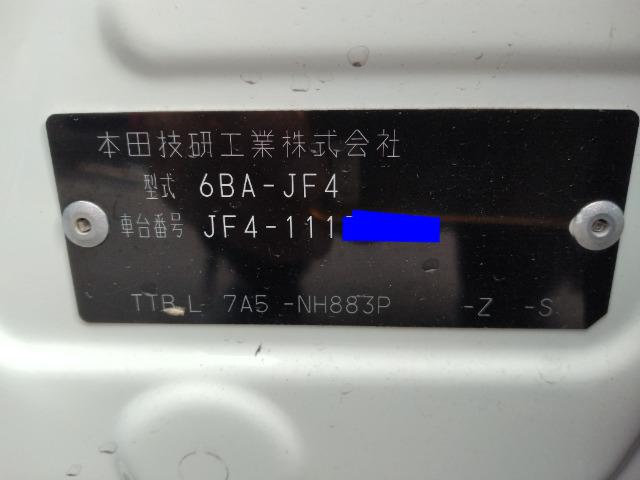 本田技研工業株式会社
型式 6BA-JF4
車台番号 JF4-111
TTBL 7A5 -NH883P -Z -S